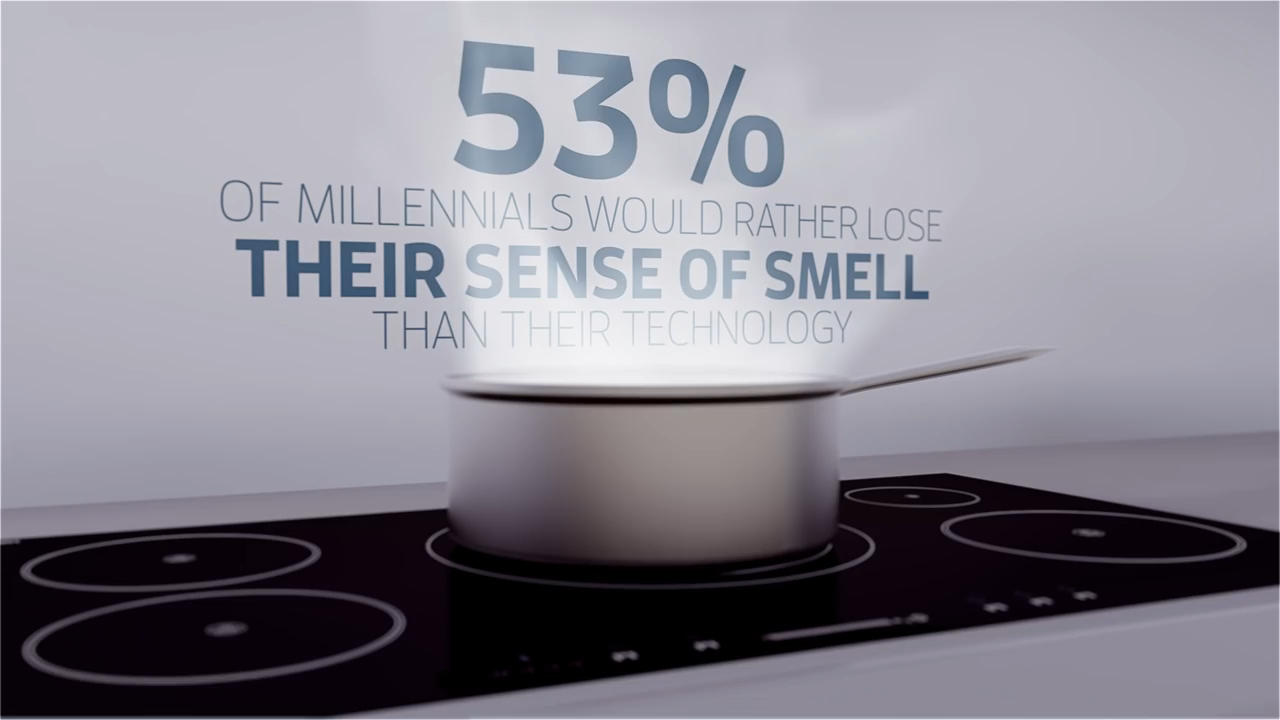 53%
OF MILLENNIALS WOULD RATHER LOSE
THEIR SENSE OF SMELL
THAN THEIR TECHNOLOGY